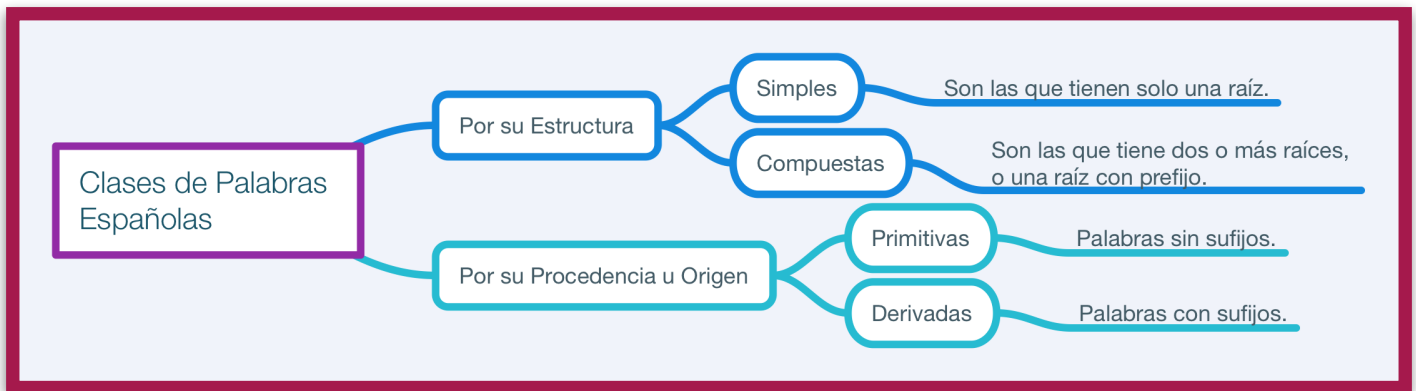 Clases de Palabras
Españolas
Por su Estructura
Simples
Son las que tienen solo una raíz.
Compuestas
Son las que tiene dos o más raíces,
o una raíz con prefijo.
Por su Procedencia u Origen
Primitivas
Palabras sin sufijos.
Derivadas
Palabras con sufijos.